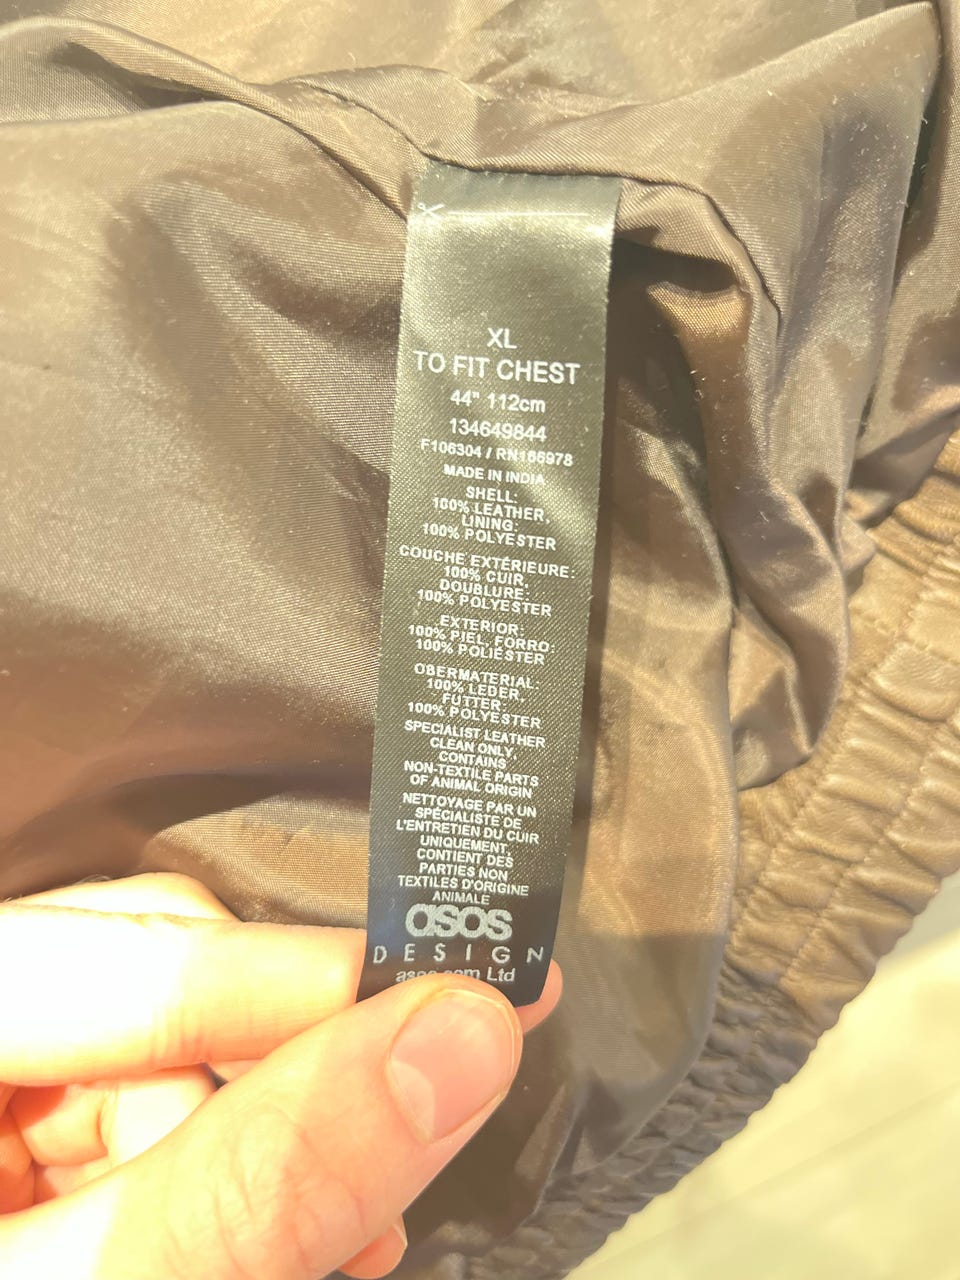 XL
TO FIT CHEST
44" 112cm
134649844
F106304 / RN166978
MADE IN INDIA
SHELL:
100% LEATHER,
LINING:
100% POLYESTER
COUCHE EXTÉRIEURE:
100% CUIR,
DOUBLURE:
100% POLYESTER
EXTERIOR:
100% PIEL, FORRO:
100% POLIÉSTER
OBERMATERIAL:
100% LEDER,
FUTTER:
100% POLYESTER
SPECIALIST LEATHER
CLEAN ONLY,
CONTAINS
NON-TEXTILE PARTS
OF ANIMAL ORIGIN
NETTOYAGE PAR UN
SPÉCIALISTE DE
L'ENTRETIEN DU CUIR
UNIQUEMENT,
CONTIENT DES
PARTIES NON
TEXTILES D'ORIGINE
ANIMALE
asos
DESIGN
Ltd